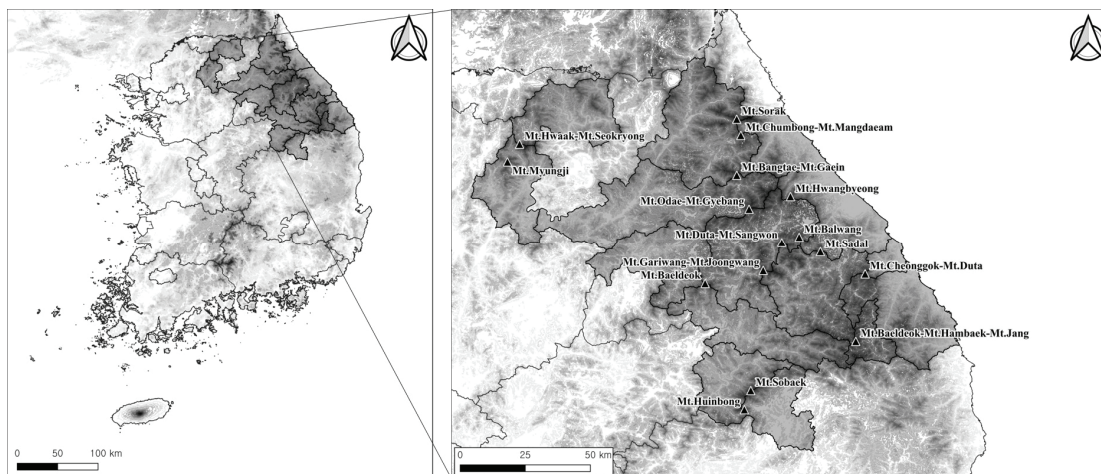 Mt.Sorak
Mt.Chumbong-Mt.Mangdaeam
Mt.Hwaak-Mt.Seokryong
Mt.Myungji
Mt.Bangtae-Mt.Gaein
Mt.Hwangbyeong
Mt.Odae-Mt.Gyebang
Mt.Balwang
Mt.Duta-Mt.Sangwon
Mt.Sadal
Mt.Gariwang-Mt.Joongwang
Mt.Cheonggok-Mt.Duta
Mt.Baeldeok
Mt.Baeldeok-Mt.Hambaek-Mt.Jang
Mt.Sobaek
Mt.Huinbong
0 50 100 km
0 25 50 km